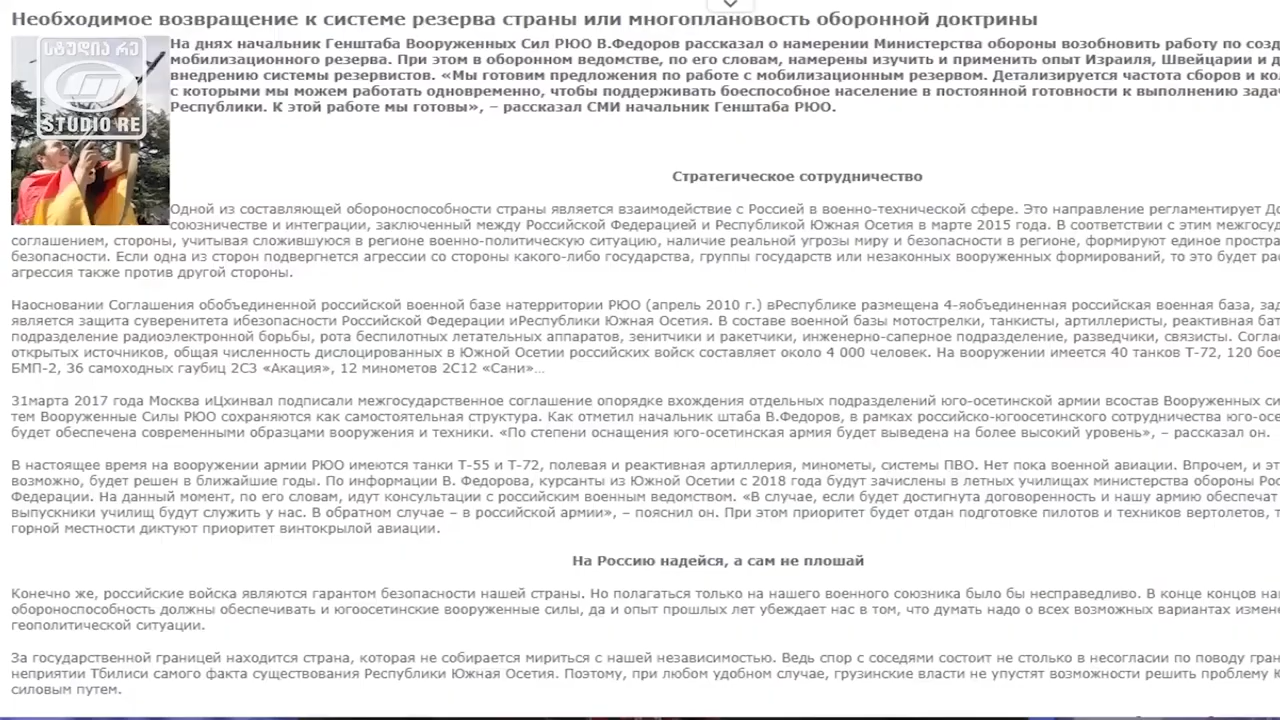 Необходимое возвращение к системе резерва страны или многоплановость оборонной доктрины
სტუდია რე
STUDIO RE
На днях начальник Генштаба Вооруженных Сил РЮО В.Федоров рассказал о намерении Министерства обороны возобновить работу по
мобилизационного резерва. При этом в оборонном ведомстве, по его словам, намерены изучить и применить опыт Израиля, Швейцарии и
внедрению системы резервистов. «Мы готовим предложения по работе с мобилизационным резервом. Детализируется частота сборов и
с которыми мы можем работать одновременно, чтобы поддерживать боеспособное население в постоянной готовности к выполнению
Республики. К этой работе мы готовы», – рассказал СМИ начальник Генштаба РЮО.
Стратегическое сотрудничество
Одной из составляющей обороноспособности страны является взаимодействие с Россией в военно-технической сфере. Это направление регламентирует
союзничестве и интеграции, заключенный между Российской Федерацией и Республикой Южная Осетия в марте 2015 года. В соответствии с этим
соглашением, стороны, учитывая сложившуюся в регионе военно-политическую ситуацию, наличие реальной угрозы миру и безопасности в регионе, формируют единое
безопасности. Если одна из сторон подвергнется агрессии со стороны какого-либо государства, группы государств или незаконных вооруженных формирований, то это будет
агрессия также против другой стороны.
Наосновании Соглашения обобъединенной российской военной базе натерритории РЮО (апрель 2010 г.) вРеспублике размещена 4-яобъединенная российская военная база,
является защита суверенитета ибезопасности Российской Федерации иРеспублики Южная Осетия. В составе военной базы мотострелки, танкисты, артиллеристы, реактивная
подразделение радиоэлектронной борьбы, рота беспилотных летательных аппаратов, зенитчики и ракетчики, инженерно-саперное подразделение, разведчики, связисты.
открытых источников, общая численность дислоцированных в Южной Осетии российских войск составляет около 4 000 человек. На вооружении имеется 40 танков Т-72, 120
БМП-2, 36 самоходных гаубиц 2С3 «Акация», 12 минометов 2С12 «Сани»…
31марта 2017 года Москва иЦхинвал подписали межгосударственное соглашение опорядке вхождения отдельных подразделений юго-осетинской армии всостав Вооруженных
тем Вооруженные Силы РЮО сохраняются как самостоятельная структура. Как отметил начальник штаба В.Федоров, в рамках российско-югоосетинского сотрудничества
будет обеспечена современными образцами вооружения и техники. «По степени оснащения юго-осетинская армия будет выведена на более высокий уровень», – рассказал он.
В настоящее время на вооружении армии РЮО имеются танки Т-55 и Т-72, полевая и реактивная артиллерия, минометы, системы ПВО. Нет пока военной авиации. Впрочем, и
возможно, будет решен в ближайшие годы. По информации В. Федорова, курсанты из Южной Осетии с 2018 года будут зачислены в летных училищах министерства обороны
Федерации. На данный момент, по его словам, идут консультации с российским военным ведомством. «В случае, если будет достигнута договоренность и нашу армию обеспечат
выпускники училищ будут служить у нас. В обратном случае – в российской армии», – пояснил он. При этом приоритет будет отдан подготовке пилотов и техников вертолетов,
горной местности диктуют приоритет винтокрылой авиации.
На Россию надейся, а сам не плошай
Конечно же, российские войска являются гарантом безопасности нашей страны. Но полагаться только на нашего военного союзника было бы несправедливо. В конце концов
обороноспособность должны обеспечивать и югоосетинские вооруженные силы, да и опыт прошлых лет убеждает нас в том, что думать надо о всех возможных вариантах
геополитической ситуации.
За государственной границей находится страна, которая не собирается мириться с нашей независимостью. Ведь спор с соседями состоит не столько в несогласии по поводу
неприятии Тбилиси самого факта существования Республики Южная Осетия. Поэтому, при любом удобном случае, грузинские власти не упустят возможности решить проблему
силовым путем.